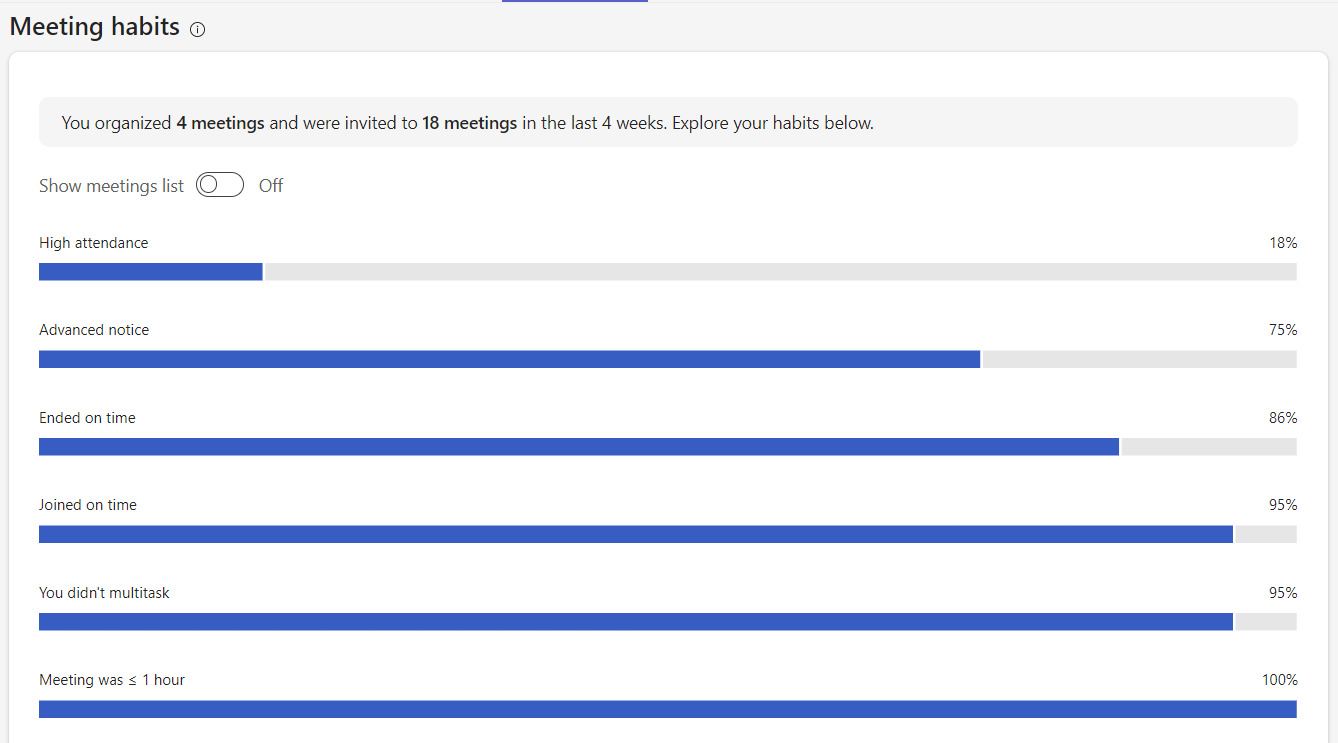 Meeting habits
You organized 4 meetings and were invited to 18 meetings in the last 4 weeks. Explore your habits below.
Show meetings list Off
High attendance 18%
Advanced notice 75%
Ended on time 86%
Joined on time 95%
You didn't multitask 95%
Meeting was ≤ 1 hour 100%